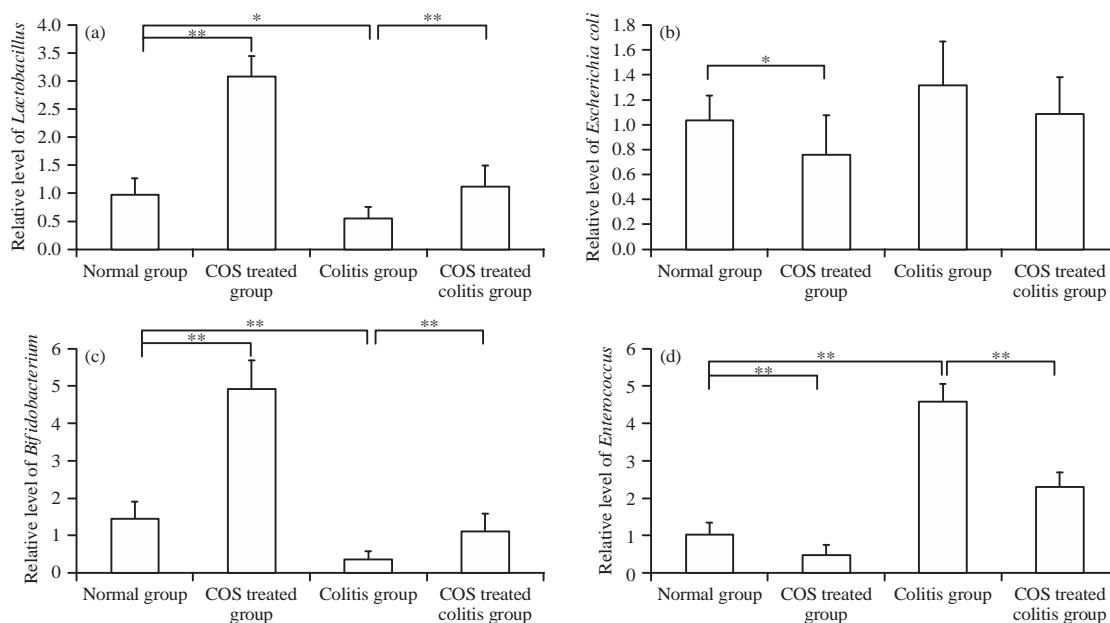 (a)
Relative level of Lactobacillus
4.0
3.5
3.0
2.5
2.0
1.5
1.0
0.5
0.0
*
**
**
Normal group
COS treated
group
Colitis group
COS treated
colitis group
(b)
Relative level of Escherichia coli
1.8
1.6
1.4
1.2
1.0
0.8
0.6
0.4
0.2
0.0
*
Normal group
COS treated
group
Colitis group
COS treated
colitis group
(c)
Relative level of Bifidobacterium
6
5
4
3
2
1
0
**
**
**
Normal group
COS treated
group
Colitis group
COS treated
colitis group
(d)
Relative level of Enterococcus
6
5
4
3
2
1
0
**
**
**
Normal group
COS treated
group
Colitis group
COS treated
colitis group